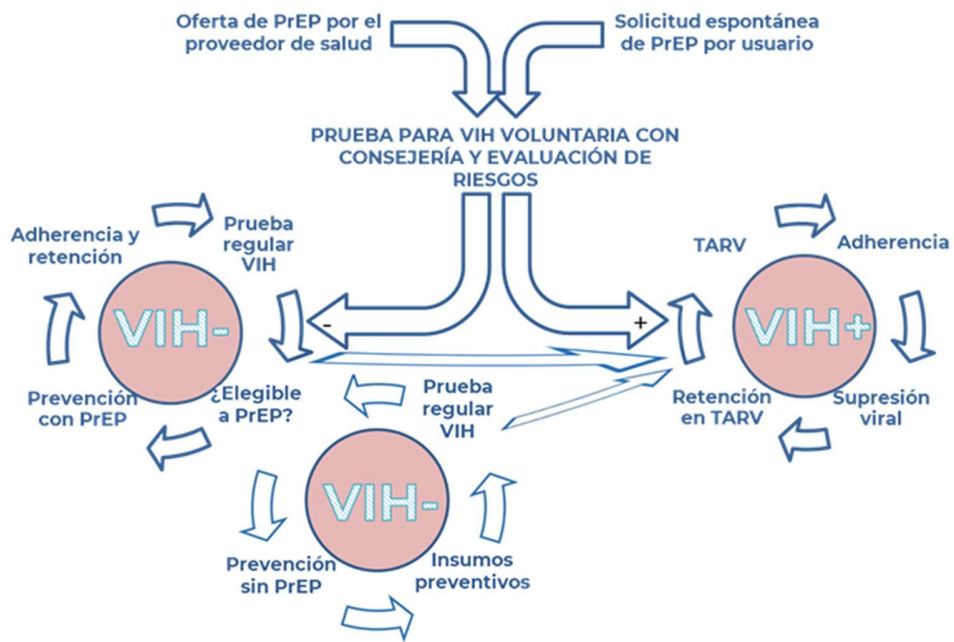 Oferta de PrEP por el
proveedor de salud
Solicitud espontánea
de PrEP por usuario
PRUEBA PARA VIH VOLUNTARIA CON
CONSEJERÍA Y EVALUACIÓN DE
RIESGOS
Adherencia y
retención
Prueba
regular
VIH
VIH-
-
Prevención
con PrEP
¿Elegible
a PrEP?
TARV
Adherencia
+
VIH+
Retención
en TARV
Supresión
viral
Prueba
regular
VIH
VIH-
Prevención
sin PrEP
Insumos
preventivos